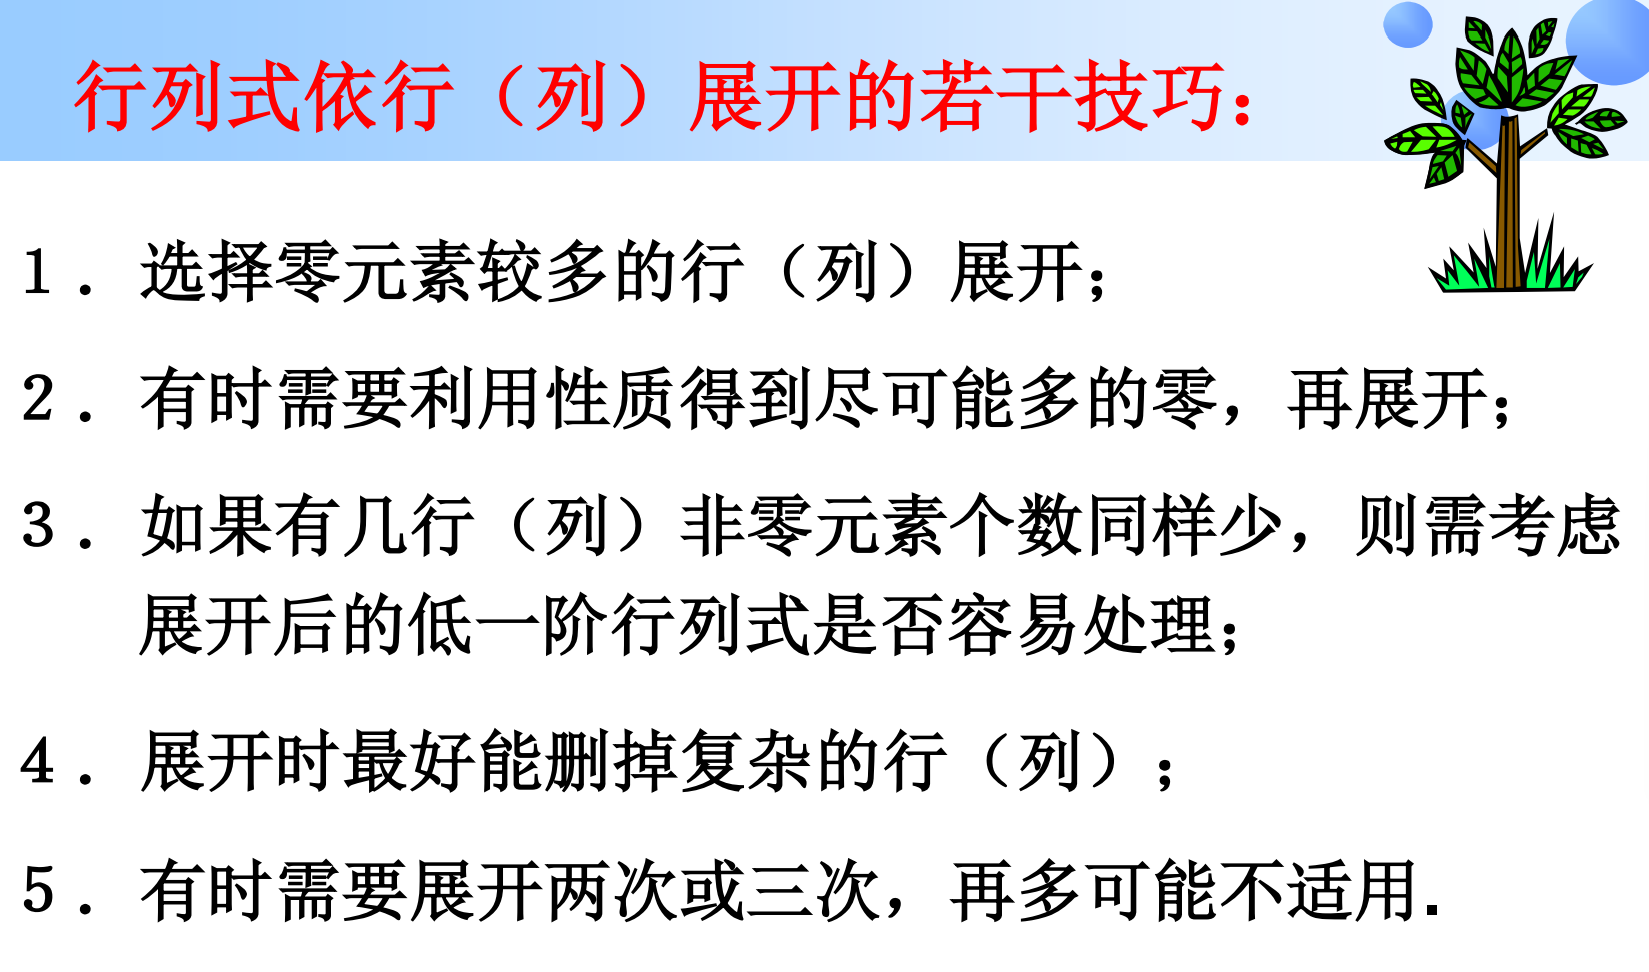 行列式依行（列）展开的若干技巧：
1．选择零元素较多的行（列）展开；
2．有时需要利用性质得到尽可能多的零，再展开；
3．如果有几行（列）非零元素个数同样少，则需考虑
展开后的低一阶行列式是否容易处理；
4．展开时最好能删掉复杂的行（列）；
5．有时需要展开两次或三次，再多可能不适用.